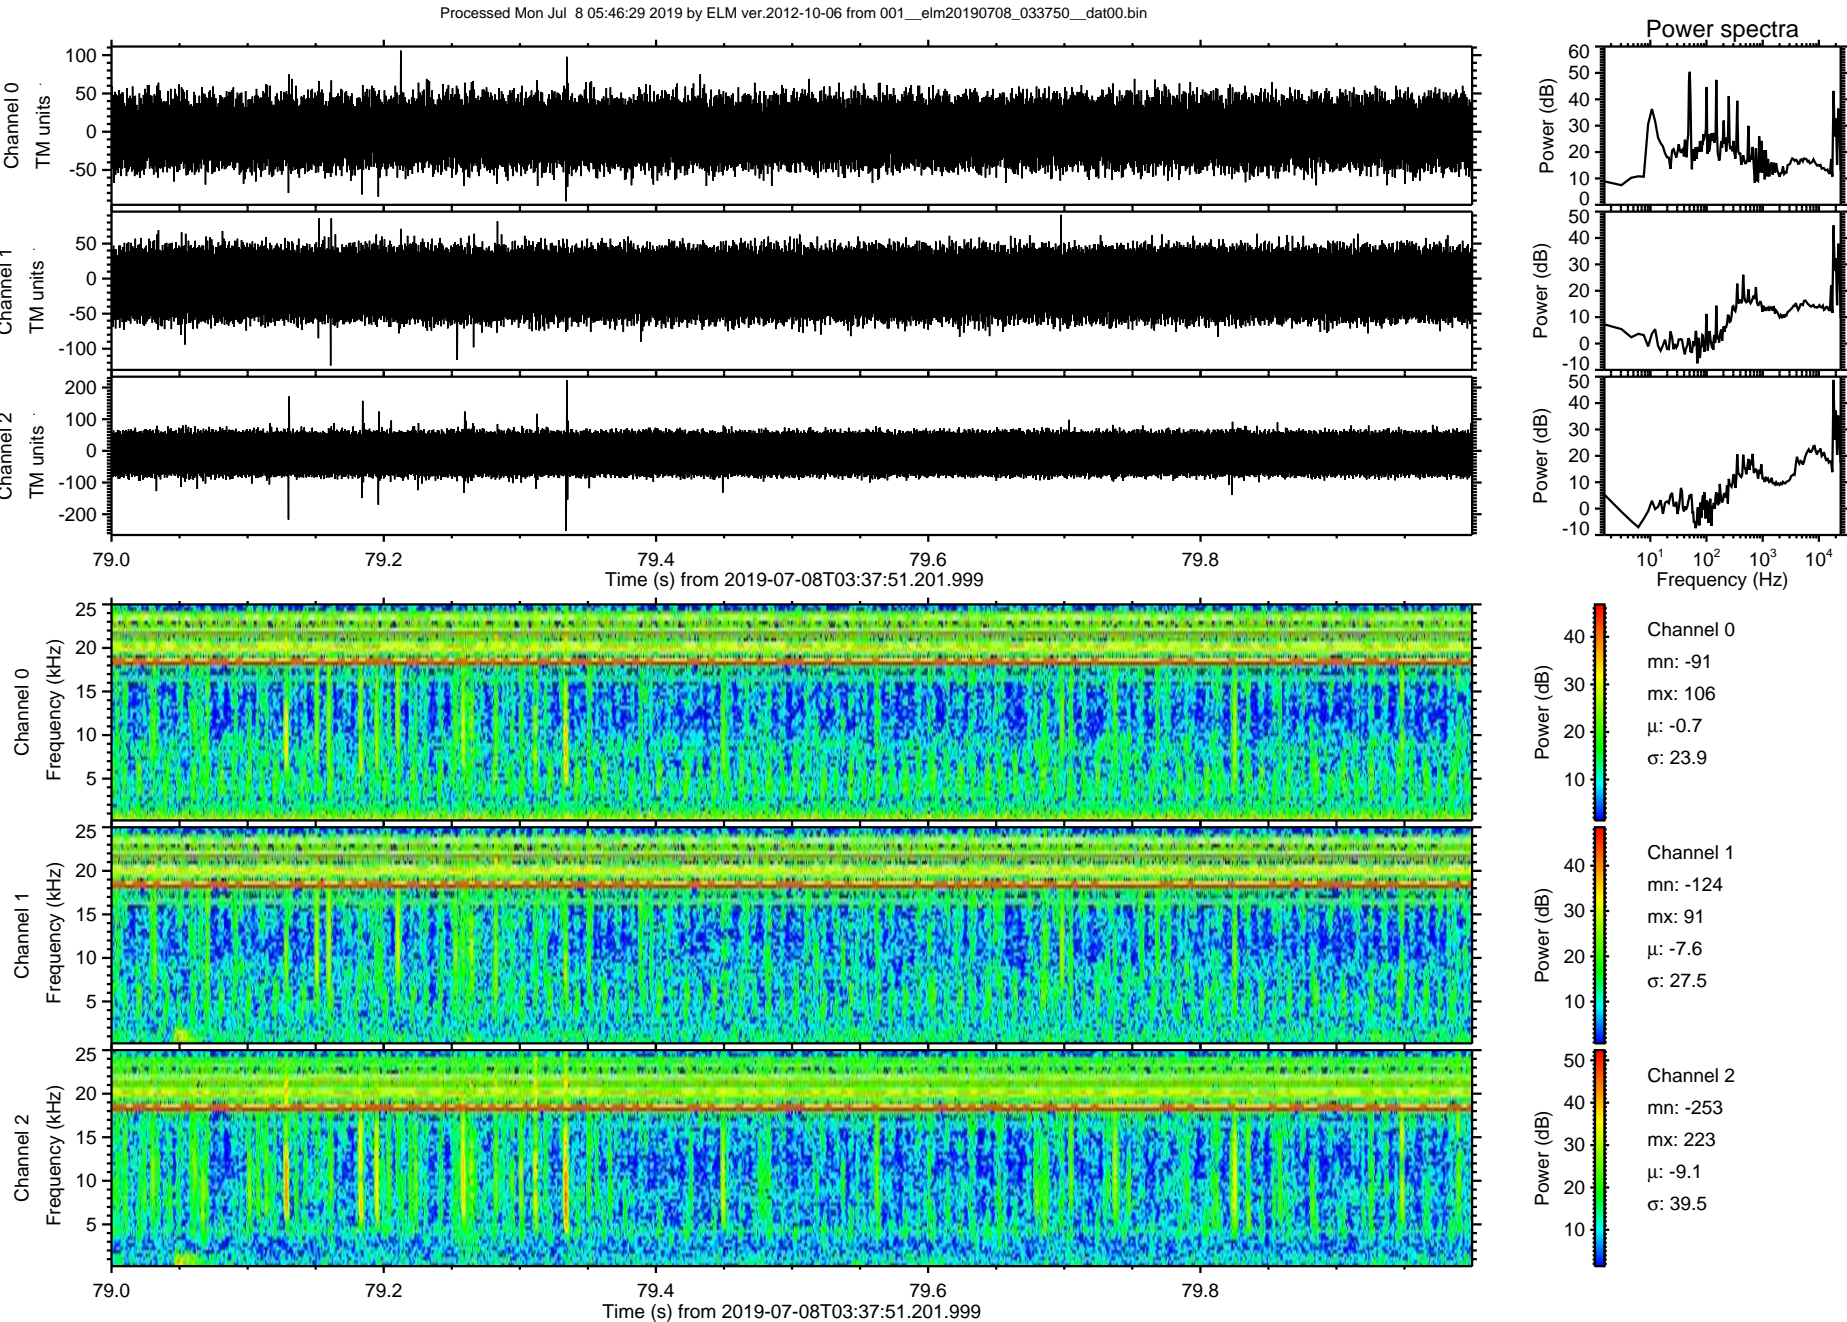 Processed Mon Jul 8 05:46:29 2019 by ELM ver.2012-10-06 from 001__elm20190708_033750__dat00.bin
Power spectra
Channel 0
TM units
100
50
0
-50
Power (dB)
60
50
40
30
20
10
0
Channel 1
TM units
50
0
-50
-100
Power (dB)
50
40
30
20
10
0
-10
Channel 2
TM units
200
100
0
-100
-200
Power (dB)
50
40
30
20
10
0
-10
79.0 79.2 79.4 79.6 79.8
Time (s) from 2019-07-08T03:37:51.201.999
10^1 10^2 10^3 10^4
Frequency (Hz)
Channel 0
Frequency (kHz)
25
20
15
10
5
Power (dB)
40
30
20
10
Channel 0
mn: -91
mx: 106
μ: -0.7
σ: 23.9
Channel 1
Frequency (kHz)
25
20
15
10
5
Power (dB)
40
30
20
10
Channel 1
mn: -124
mx: 91
μ: -7.6
σ: 27.5
Channel 2
Frequency (kHz)
25
20
15
10
5
Power (dB)
50
40
30
20
10
Channel 2
mn: -253
mx: 223
μ: -9.1
σ: 39.5
79.0 79.2 79.4 79.6 79.8
Time (s) from 2019-07-08T03:37:51.201.999